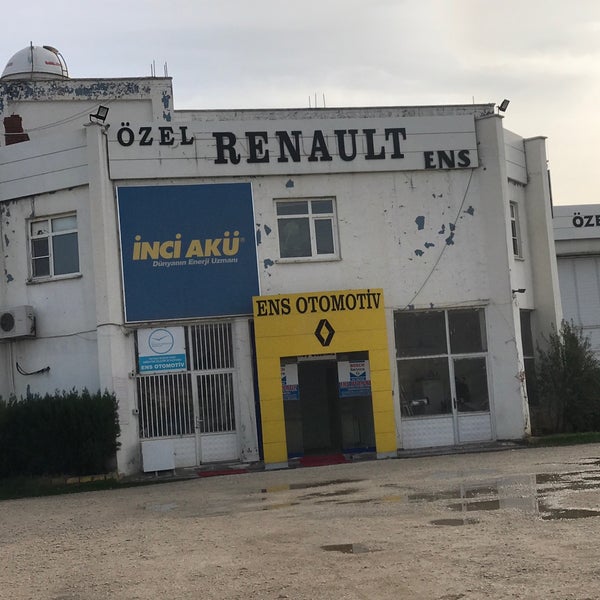 ÖZEL RENAULT ENS
ÖZE
İNCİ AKÜ
Dünyanın Enerji Uzmanı
ENS OTOMOTİV
ENS OTOMOTİV